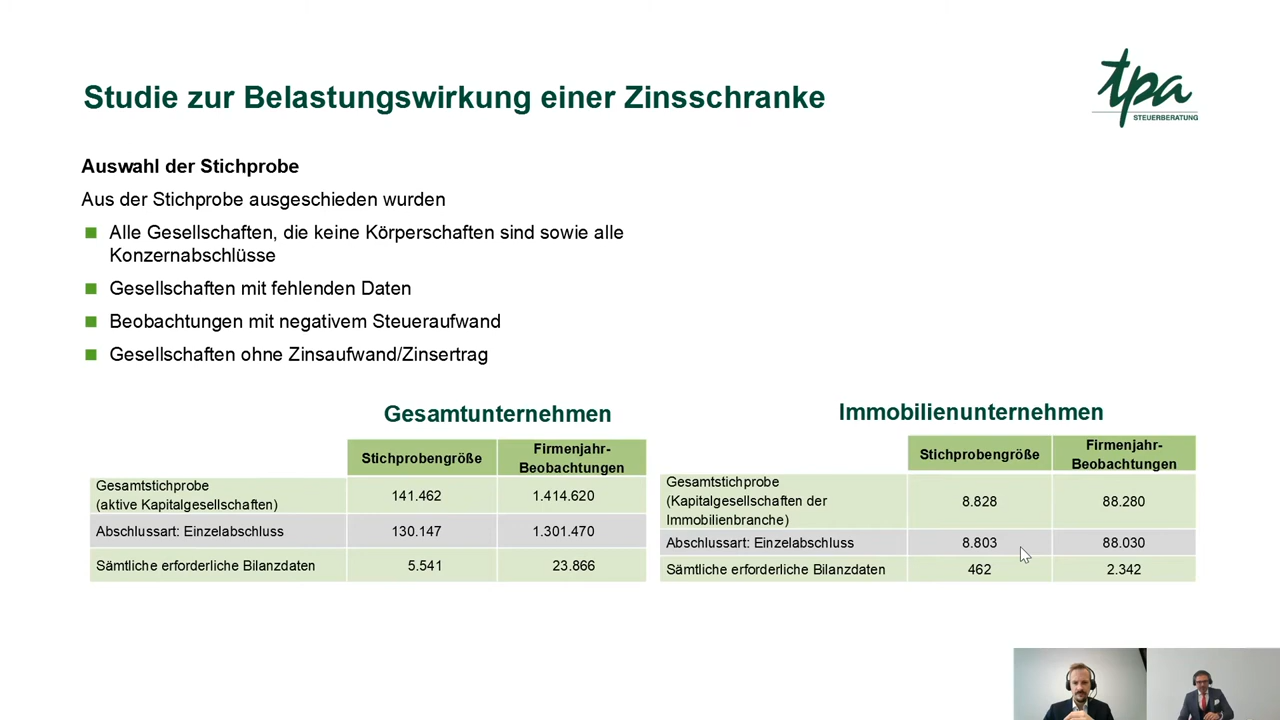 Studie zur Belastungswirkung einer Zinsschranke
tpa
STEUERBERATUNG
Auswahl der Stichprobe
Aus der Stichprobe ausgeschieden wurden
Alle Gesellschaften, die keine Körperschaften sind sowie alle
Konzernabschlüsse
Gesellschaften mit fehlenden Daten
Beobachtungen mit negativem Steueraufwand
Gesellschaften ohne Zinsaufwand/Zinsertrag
Gesamtunternehmen
Stichprobengröße
Firmenjahr-
Beobachtungen
Gesamtstichprobe
(aktive Kapitalgesellschaften)
141.462
1.414.620
Abschlussart: Einzelabschluss
130.147
1.301.470
Sämtliche erforderliche Bilanzdaten
5.541
23.866
Immobilienunternehmen
Stichprobengröße
Firmenjahr-
Beobachtungen
Gesamtstichprobe
(Kapitalgesellschaften der
Immobilienbranche)
8.828
88.280
Abschlussart: Einzelabschluss
8.803
88.030
Sämtliche erforderliche Bilanzdaten
462
2.342